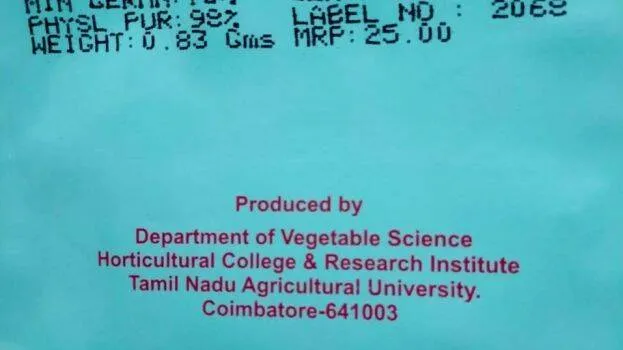 PHYSL PUR:98% LABEL NO : 2068
WEIGHT:0.83 Gms MRP:25.00
Produced by
Department of Vegetable Science
Horticultural College & Research Institute
Tamil Nadu Agricultural University.
Coimbatore-641003